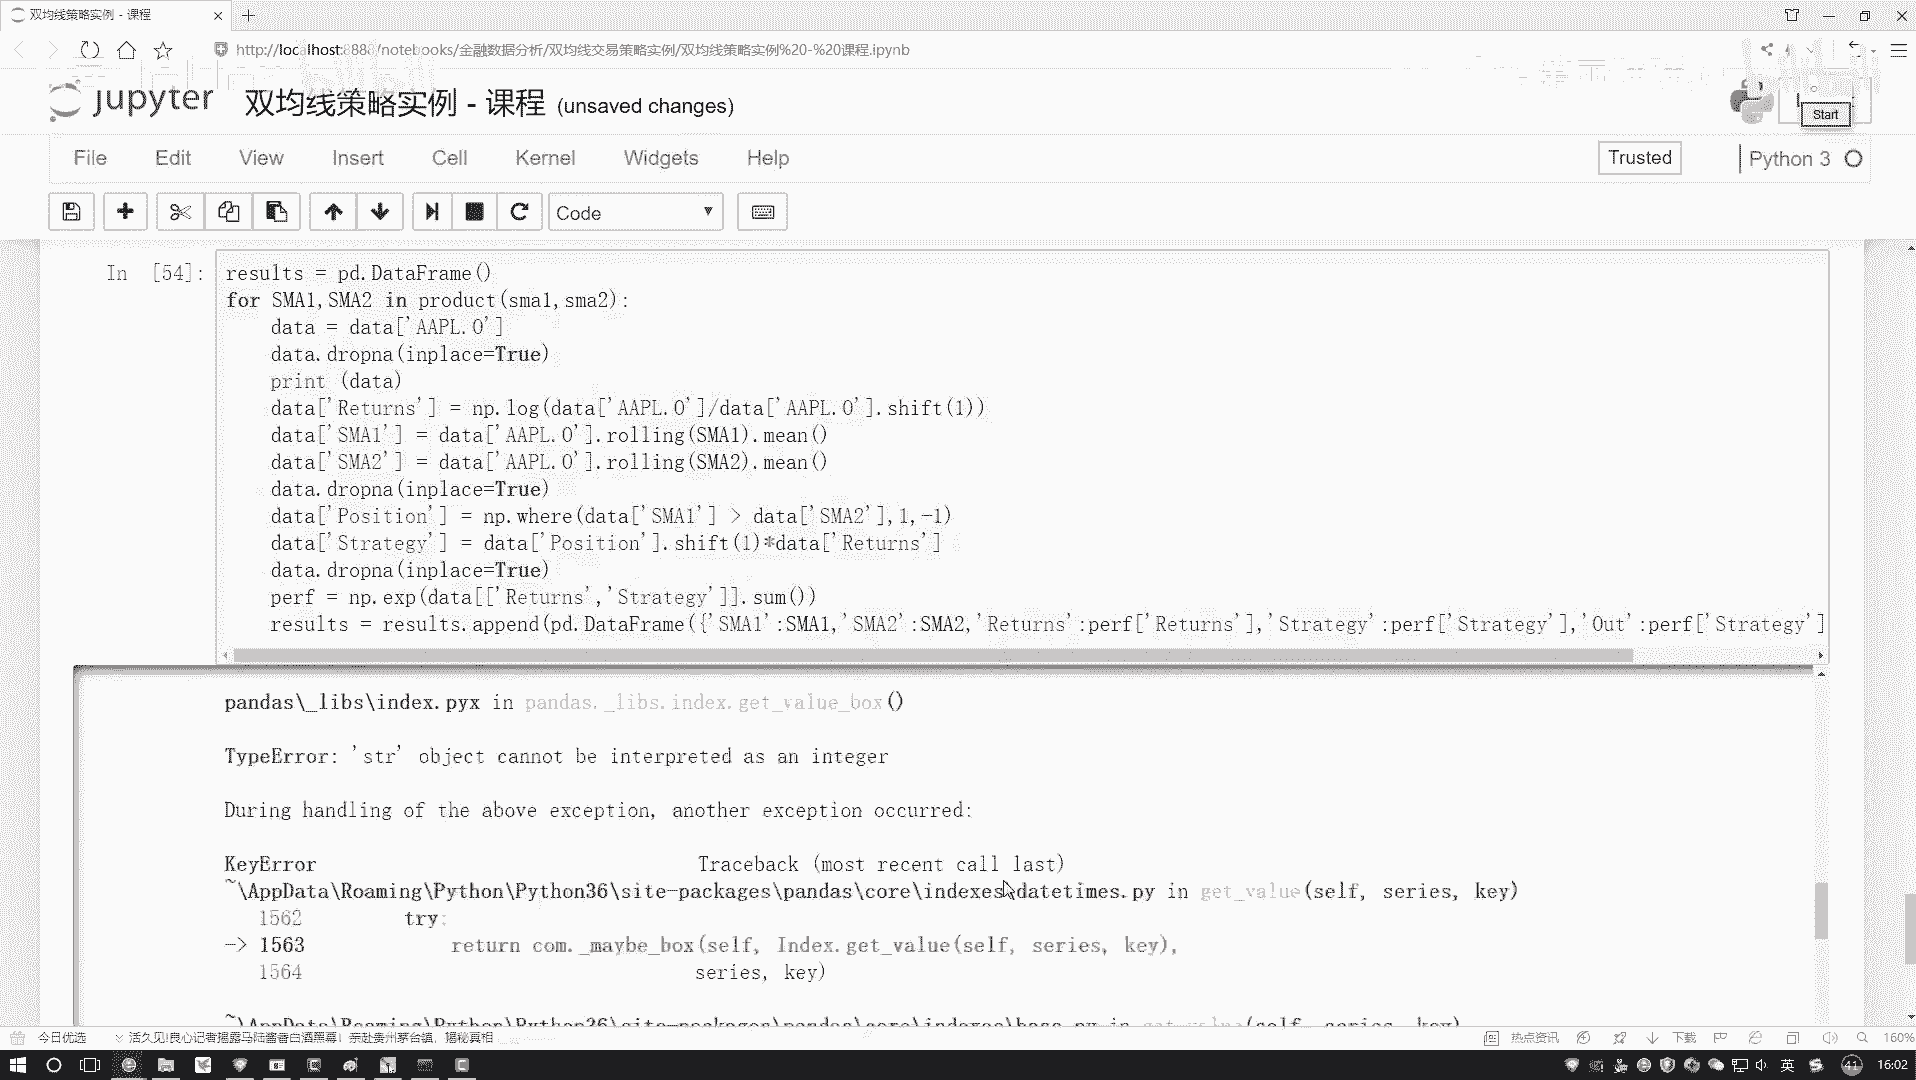 双均线策略实例 - 课程
http://localhost:8888/notebooks/金融数据分析/双均线交易策略实例/双均线策略实例%20-%20课程.ipynb
jupyter 双均线策略实例 - 课程 (unsaved changes)
Start
File Edit View Insert Cell Kernel Widgets Help
Trusted
Python 3
Code
In [54]:
results = pd.DataFrame()
for SMA1,SMA2 in product(sma1,sma2):
data = data['AAPL.O']
data.dropna(inplace=True)
print (data)
data['Returns'] = np.log(data['AAPL.O']/data['AAPL.O'].shift(1))
data['SMA1'] = data['AAPL.O'].rolling(SMA1).mean()
data['SMA2'] = data['AAPL.O'].rolling(SMA2).mean()
data.dropna(inplace=True)
data['Position'] = np.where(data['SMA1'] > data['SMA2'],1,-1)
data['Strategy'] = data['Position'].shift(1)*data['Returns']
data.dropna(inplace=True)
perf = np.exp(data[['Returns','Strategy']].sum())
results = results.append(pd.DataFrame({'SMA1':SMA1,'SMA2':SMA2,'Returns':perf['Returns'],'Strategy':perf['Strategy'],'Out':perf['Strategy']
pandas\_libs\index.pyx in pandas._libs.index.get_value_box()
TypeError: 'str' object cannot be interpreted as an integer
During handling of the above exception, another exception occurred:
KeyError Traceback (most recent call last)
~\AppData\Roaming\Python\Python36\site-packages\pandas\core\indexes\datetimes.py in get_value(self, series, key)
1562 try:
-> 1563 return com._maybe_box(self, Index.get_value(self, series, key),
1564 series, key)
~\AppData\Roaming\Python\Python36\site-packages\pandas\core\indexes\base.py in get_value(self, series, key)
今日优选
活久见!良心记者揭露马陆酱香白酒黑幕!亲赴贵州茅台镇,揭秘真相
热点资讯
下载
160%
英
41
16:02